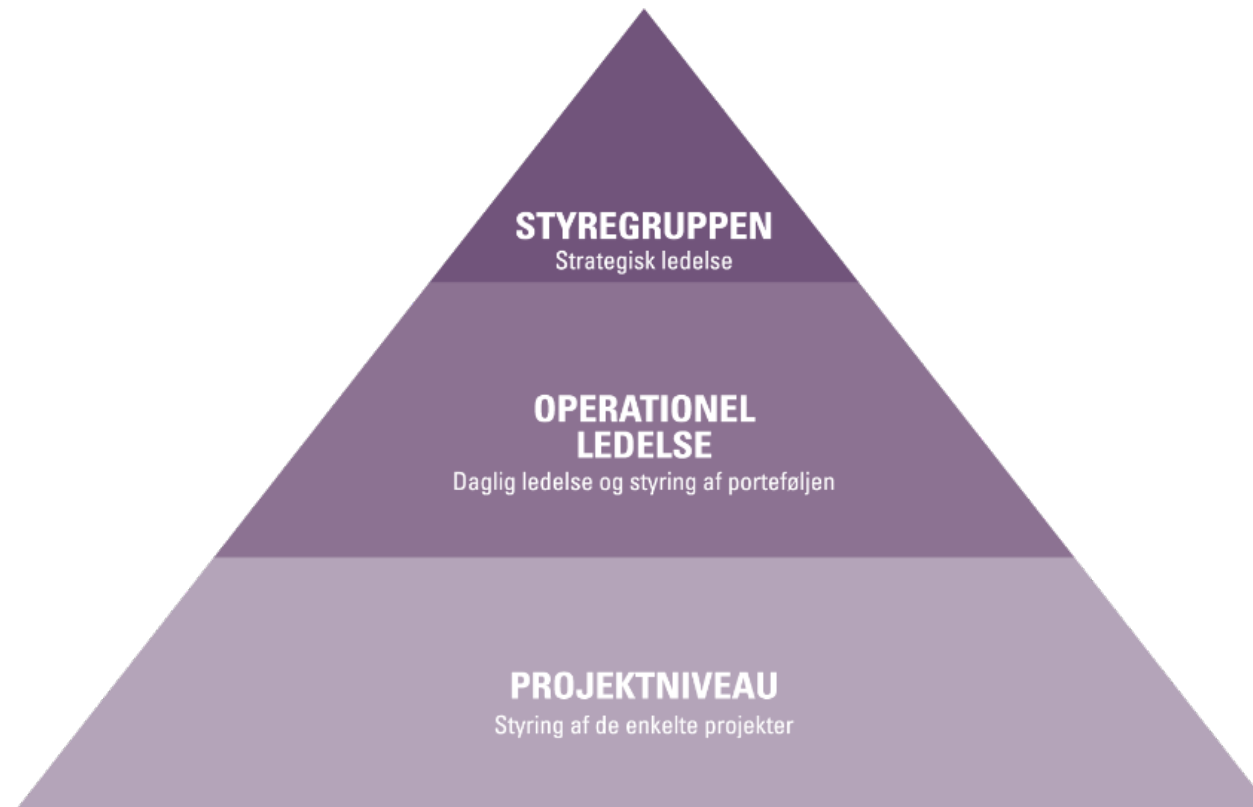 STYREGRUPPEN
Strategisk ledelse
OPERATIONEL
LEDELSE
Daglig ledelse og styring af porteføljen
PROJEKTNIVEAU
Styring af de enkelte projekter